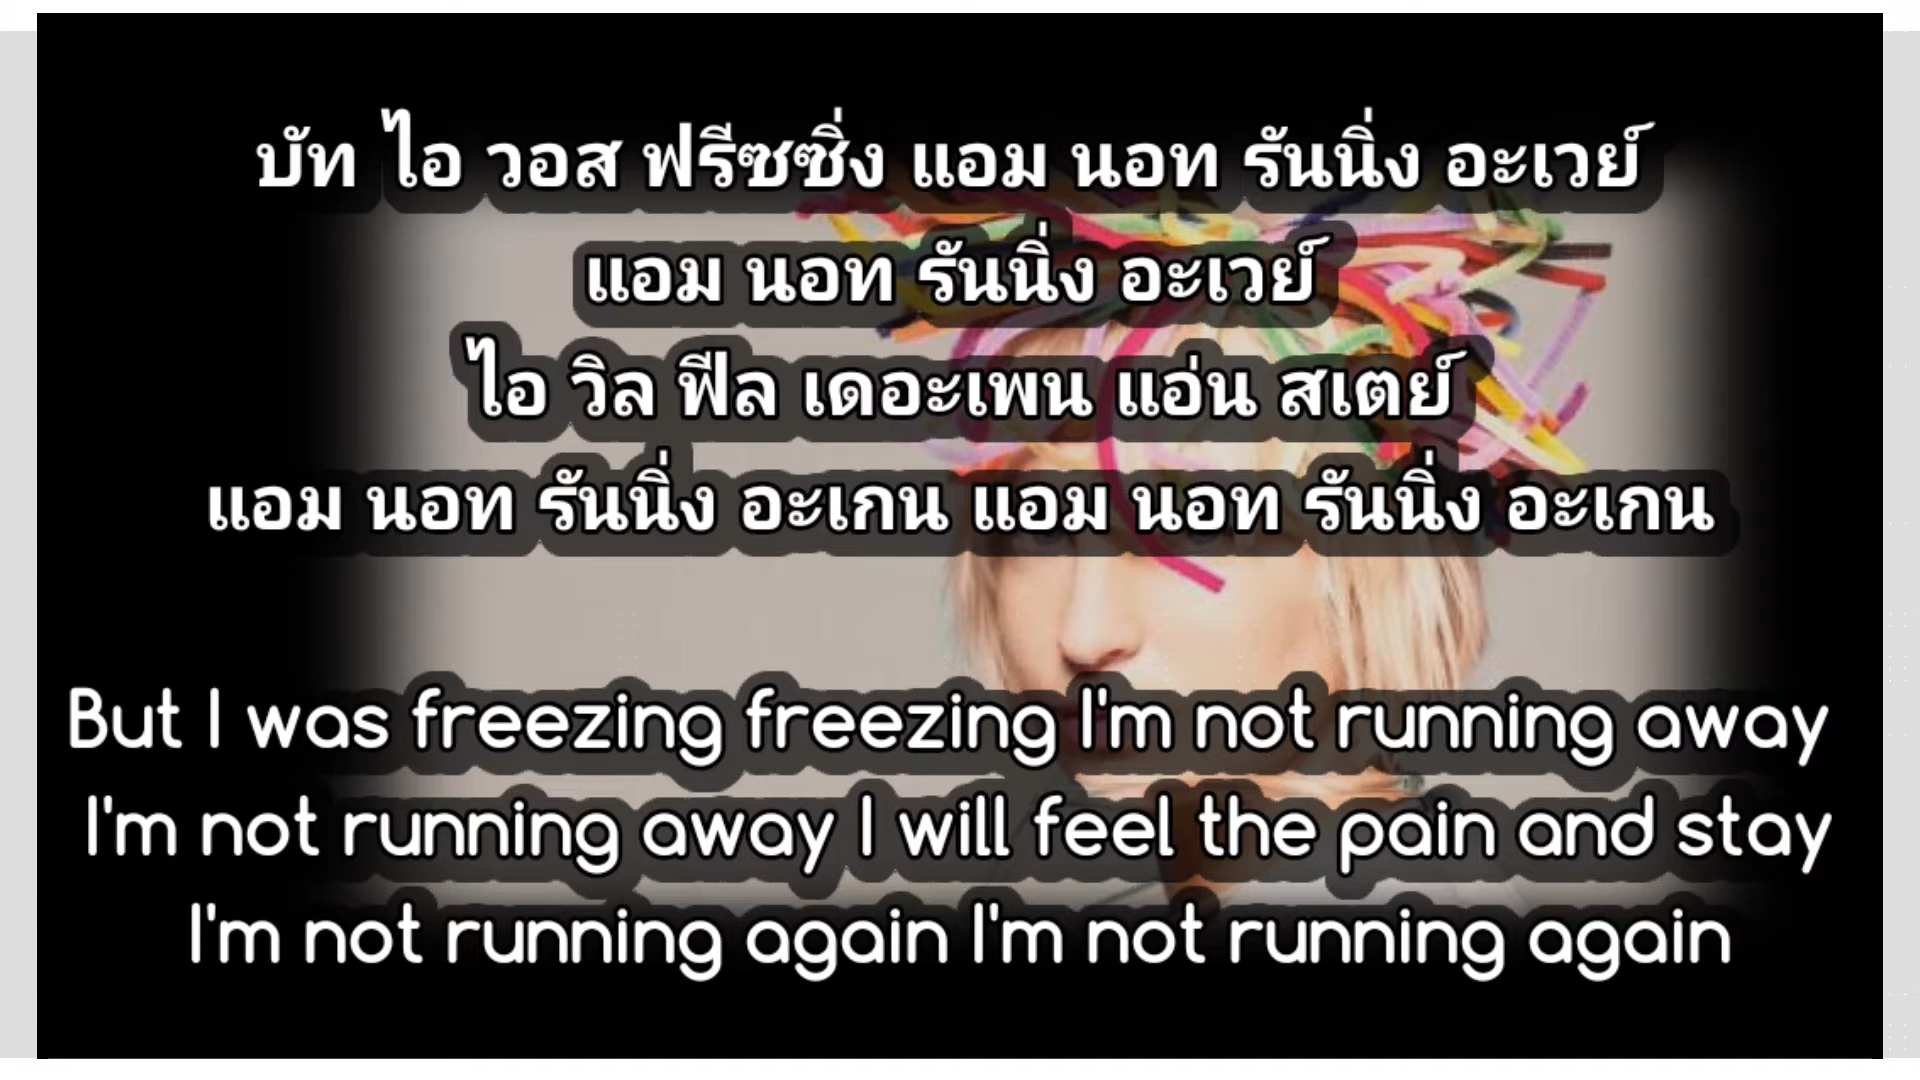 บัท ไอ วอส ฟรีซซิ่ง แอม นอท รันนิ่ง อะเวย์
แอม นอท รันนิ่ง อะเวย์
ไอ วิล ฟีล เดอะเพน แอ่น สเตย์
แอม นอท รันนิ่ง อะเกน แอม นอท รันนิ่ง อะเกน
But I was freezing freezing I'm not running away
I'm not running away I will feel the pain and stay
I'm not running again I'm not running again